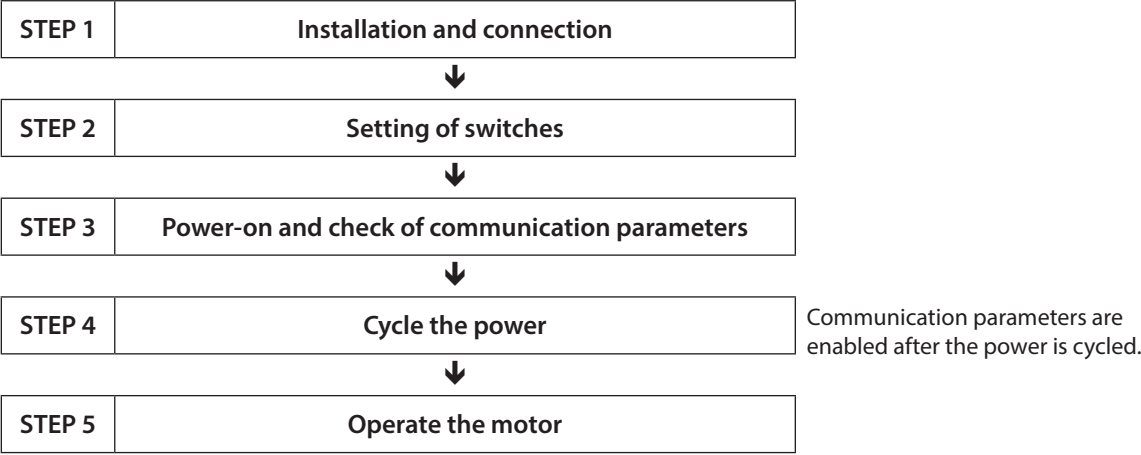 STEP 1 Installation and connection
STEP 2 Setting of switches
STEP 3 Power-on and check of communication parameters
STEP 4 Cycle the power
Communication parameters are
enabled after the power is cycled.
STEP 5 Operate the motor